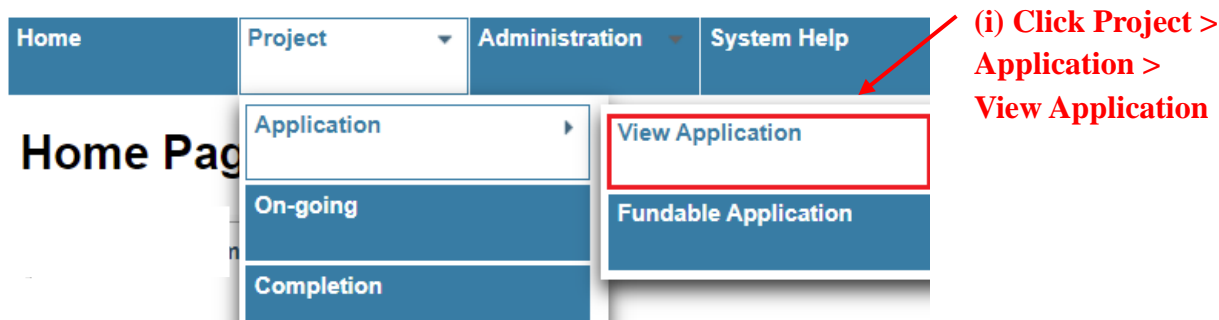 Home Project Administration System Help
(i) Click Project >
Application >
View Application
Home Pag
Application
View Application
On-going
Fundable Application
Completion